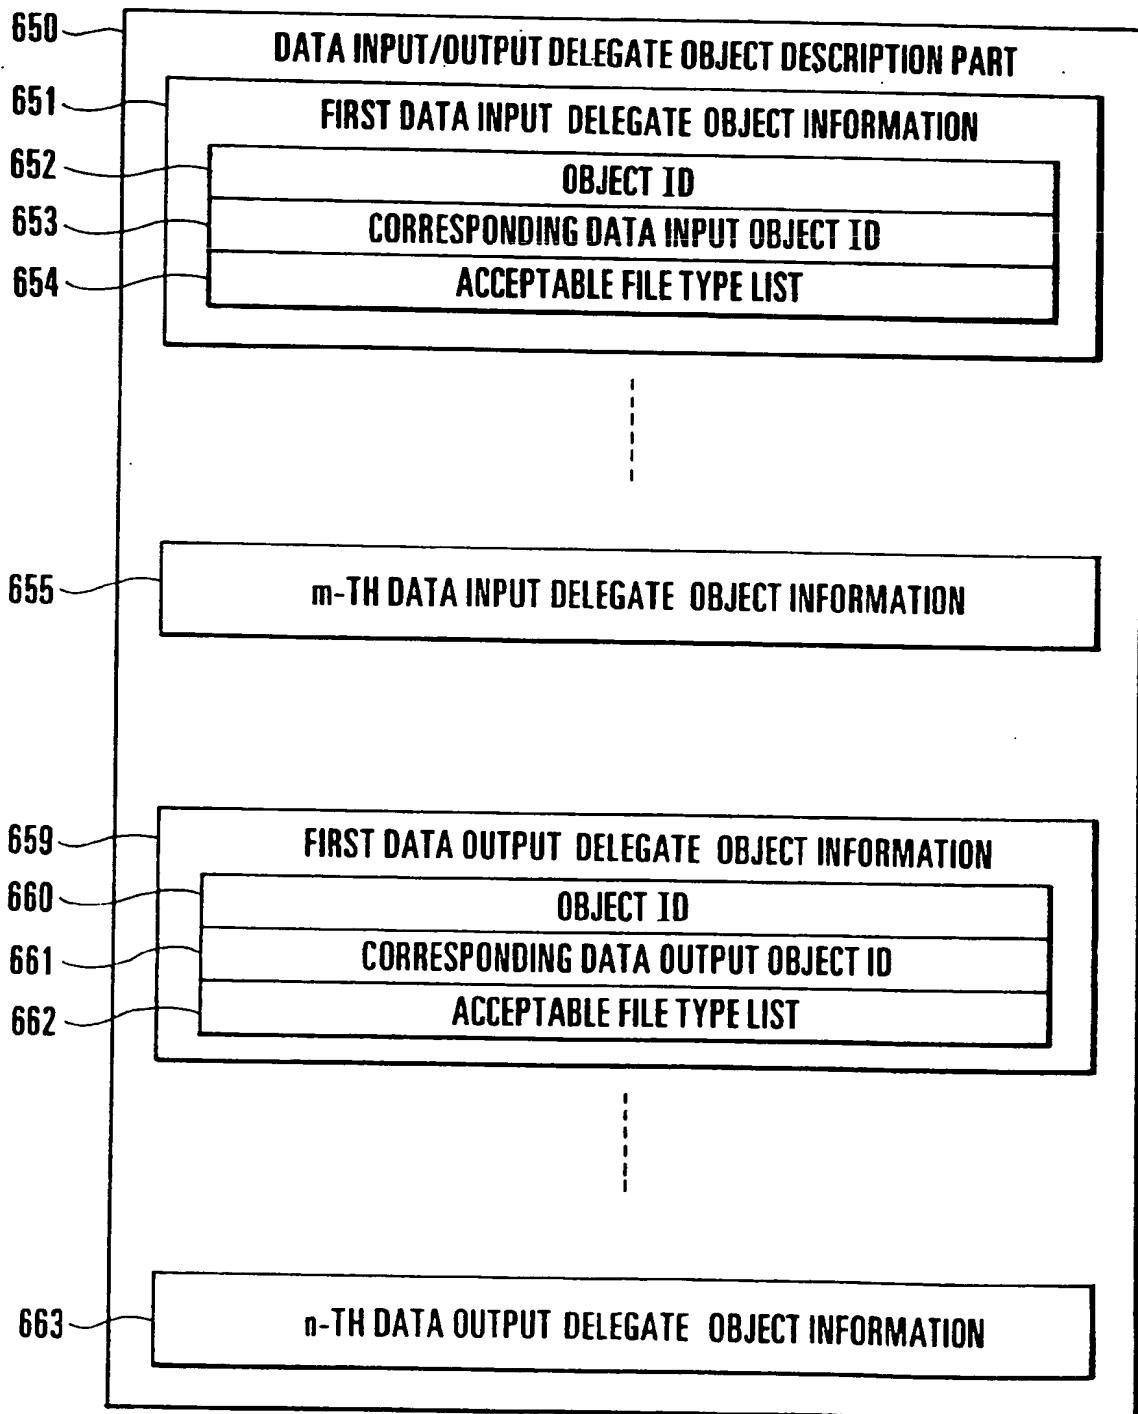 650
DATA INPUT/OUTPUT DELEGATE OBJECT DESCRIPTION PART
651
FIRST DATA INPUT DELEGATE OBJECT INFORMATION
652
OBJECT ID
653
CORRESPONDING DATA INPUT OBJECT ID
654
ACCEPTABLE FILE TYPE LIST
655
m-TH DATA INPUT DELEGATE OBJECT INFORMATION
659
FIRST DATA OUTPUT DELEGATE OBJECT INFORMATION
660
OBJECT ID
661
CORRESPONDING DATA OUTPUT OBJECT ID
662
ACCEPTABLE FILE TYPE LIST
663
n-TH DATA OUTPUT DELEGATE OBJECT INFORMATION